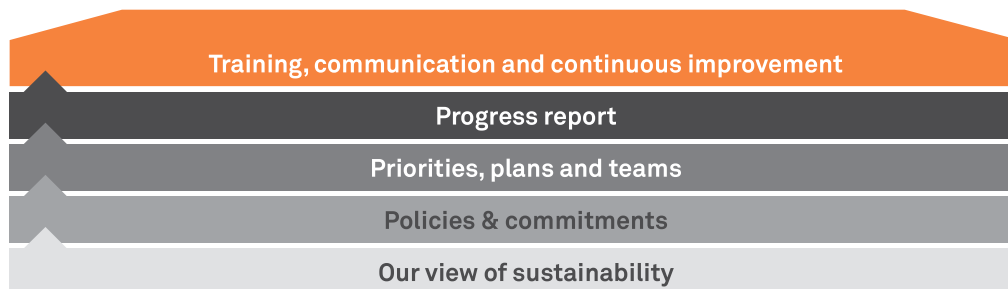 Training, communication and continuous improvement
Progress report
Priorities, plans and teams
Policies & commitments
Our view of sustainability